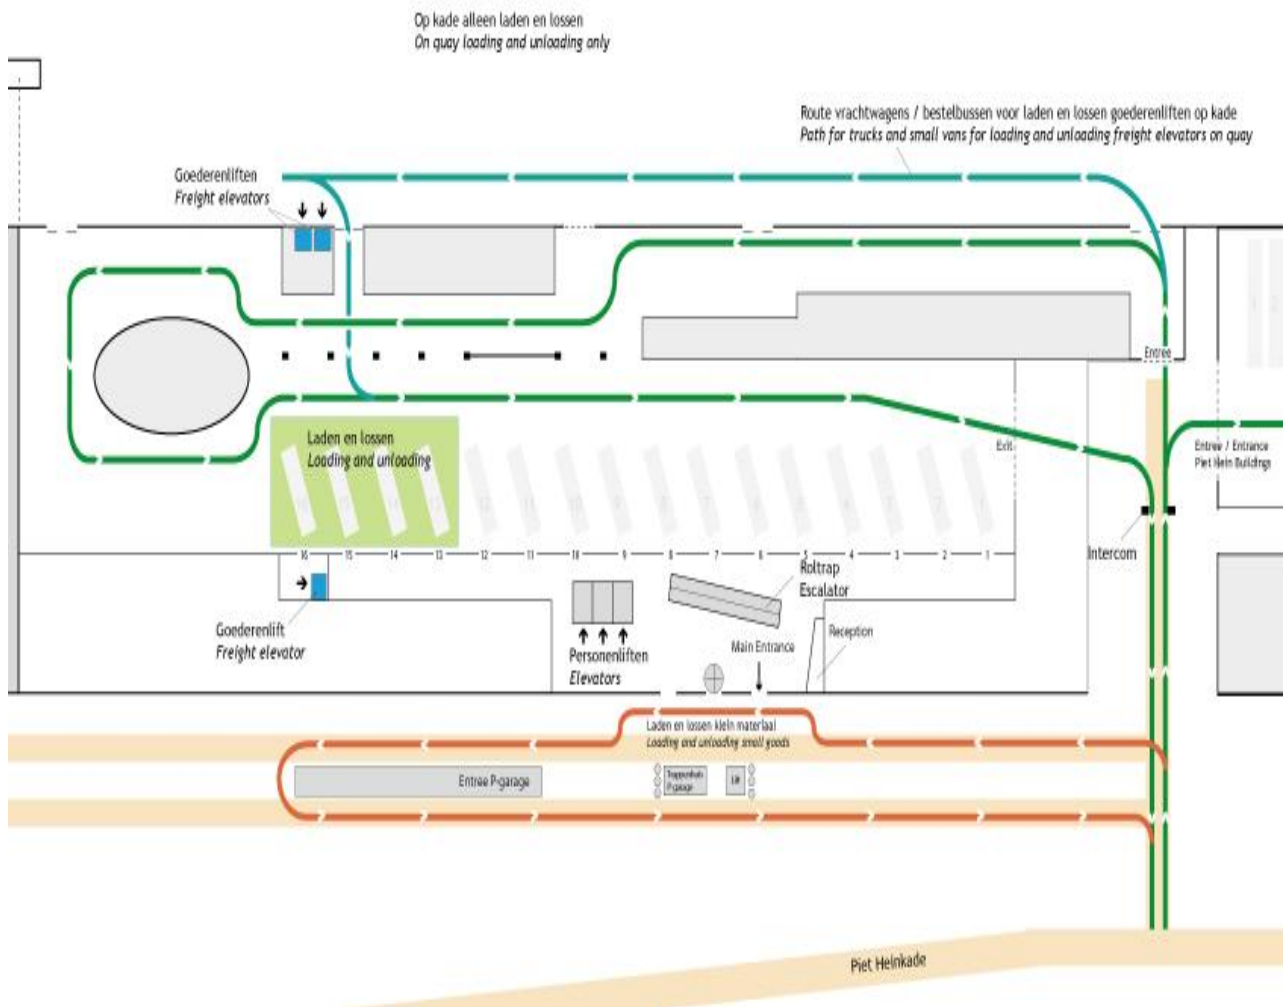 Op kade alleen laden en lossen
On quay loading and unloading only
Route vrachtwagens / bestelbussen voor laden en lossen goederenliften op kade
Path for trucks and small vans for loading and unloading freight elevators on quay
Goederenliften
Freight elevators
Entree
Laden en lossen
Loading and unloading
Exit
Entree / Entrance
Piet Hein Buildings
16 15 14 13 12 11 10 9 8 7 6 5 4 3 2 1
Intercom
Roltrap
Escalator
Goederenlift
Freight elevator
Personenliften
Elevators
Main Entrance
Reception
Laden en lossen klein materiaal
Loading and unloading small goods
Entree P-garage
Trappenhuis
P-garage
Lift
Piet Heinkade